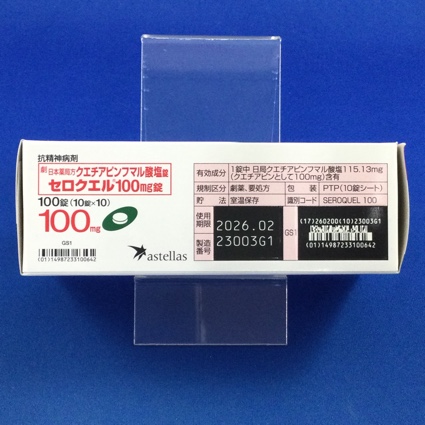 抗精神病剤
劇 日本薬局方 クエチアピンフマル酸塩錠
セロクエル®100mg錠
100錠(10錠×10)
100mg
GS1
(01)14987233100642
astellas
有効成分 1錠中 日局クエチアピンフマル酸塩115.13mg
(クエチアピンとして100mg)含有
規制区分 劇薬、要処方 包装 PTP(10錠シート)
貯法 室温保存 識別コード SEROQUEL 100
使用期限 2026.02
製造番号 23003G1
GS1
(17)260200(10)23003G1
(01)14987233100642